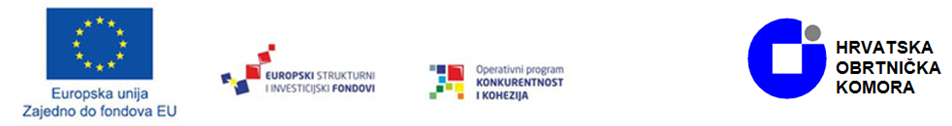 Europska unija
Zajedno do fondova EU
EUROPSKI STRUKTURNI
I INVESTICIJSKI FONDOVI
Operativni program
KONKURENTNOST
I KOHEZIJA
HRVATSKA
OBRTNIČKA
KOMORA